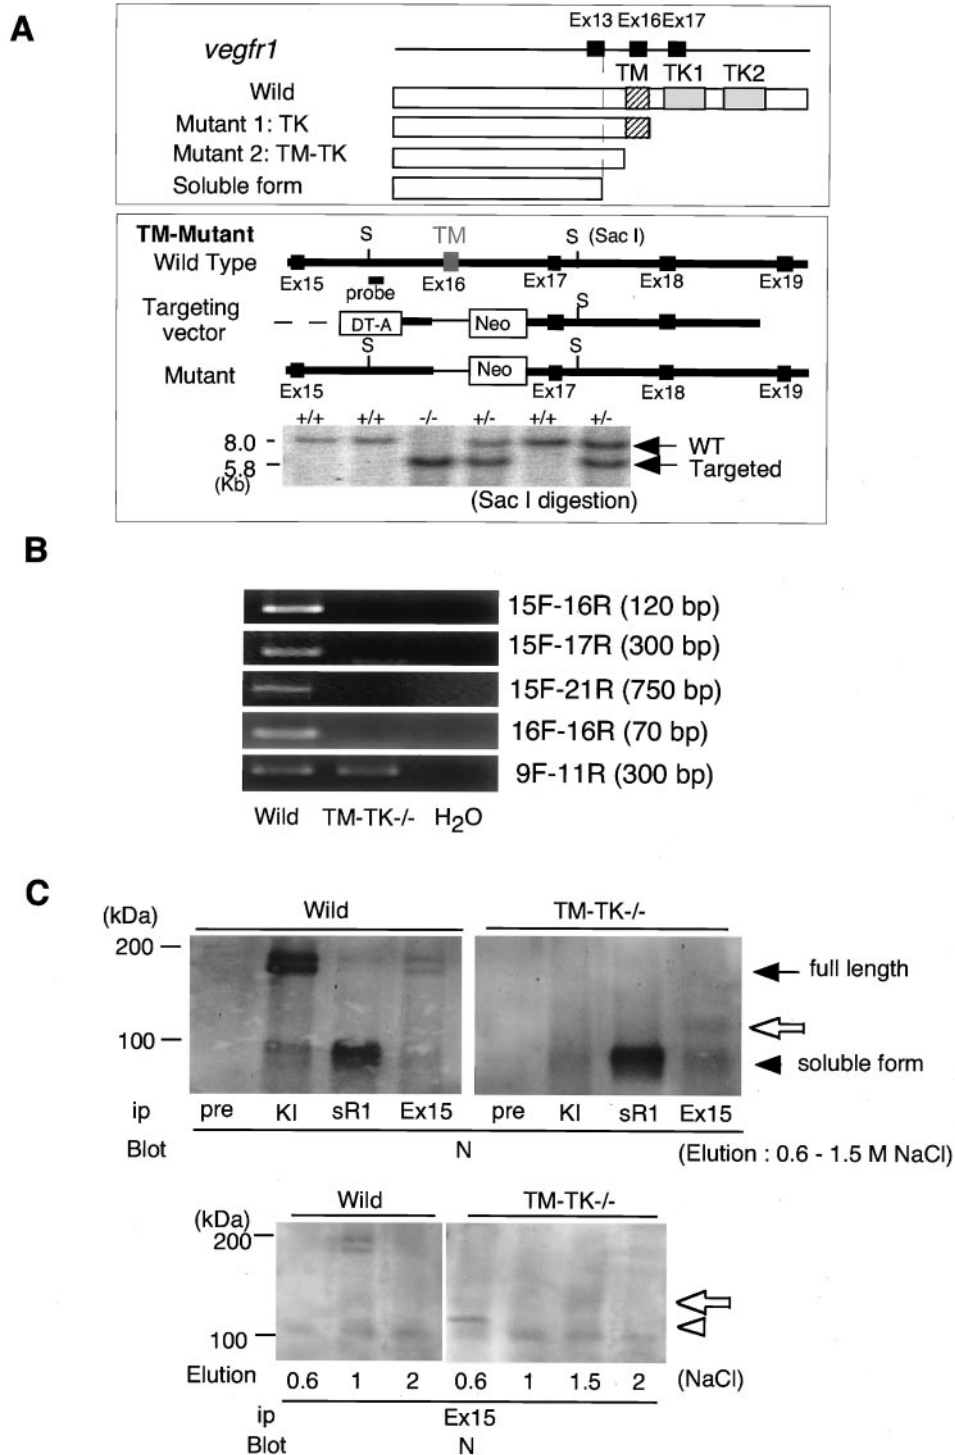 A
Ex13 Ex16Ex17
vegfr1
TM TK1 TK2
Wild
Mutant 1: TK
Mutant 2: TM-TK
Soluble form
TM-Mutant
S TM S (Sac I)
Wild Type
Ex15 Ex16 Ex17 Ex18 Ex19
probe
Targeting
vector
DT-A Neo S
S S
Mutant Neo
Ex15 Ex17 Ex18 Ex19
+/+ +/+ -/- +/- +/+ +/-
8.0 WT
5.8 Targeted
(Kb)
(Sac I digestion)
B
15F-16R (120 bp)
15F-17R (300 bp)
15F-21R (750 bp)
16F-16R (70 bp)
9F-11R (300 bp)
Wild TM-TK-/- H2O
C
(kDa) Wild TM-TK-/-
200
full length
100
soluble form
ip pre KI sR1 Ex15 pre KI sR1 Ex15
Blot N (Elution : 0.6 - 1.5 M NaCl)
Wild TM-TK-/-
(kDa)
200
100
Elution 0.6 1 2 0.6 1 1.5 2 (NaCl)
ip Ex15
Blot N